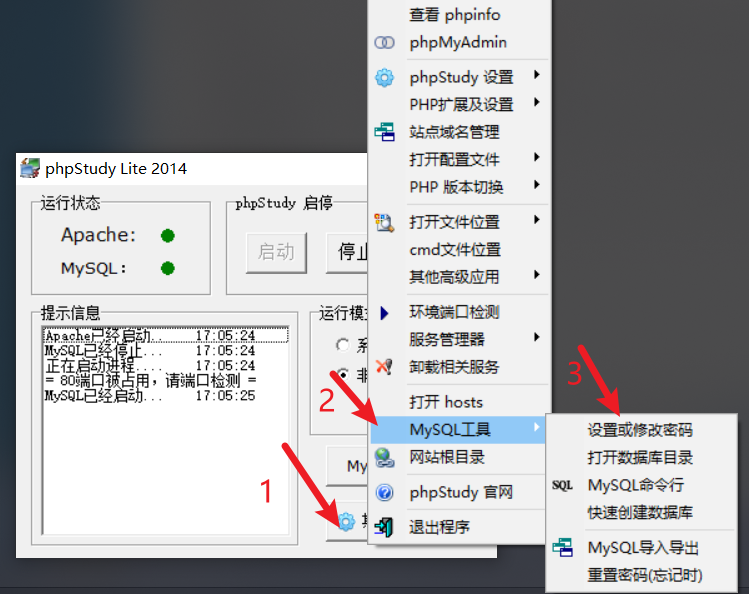 查看 phpinfo
phpMyAdmin
phpStudy 设置
PHP扩展及设置
站点域名管理
打开配置文件
PHP 版本切换
打开文件位置
cmd文件位置
其他高级应用
环境端口检测
服务管理器
卸载相关服务
打开 hosts
MySQL工具
网站根目录
phpStudy 官网
退出程序
phpStudy Lite 2014
运行状态
Apache:
MySQL:
phpStudy 启停
启动
停止
提示信息
Apache已经启动... 17:05:24
MySQL已经停止... 17:05:24
正在启动进程..... 17:05:24
= 80端口被占用，请端口检测 =
MySQL已经启动.... 17:05:25
运行模
非
My
1
2
3
设置或修改密码
打开数据库目录
SQL MySQL命令行
快速创建数据库
MySQL导入导出
重置密码(忘记时)